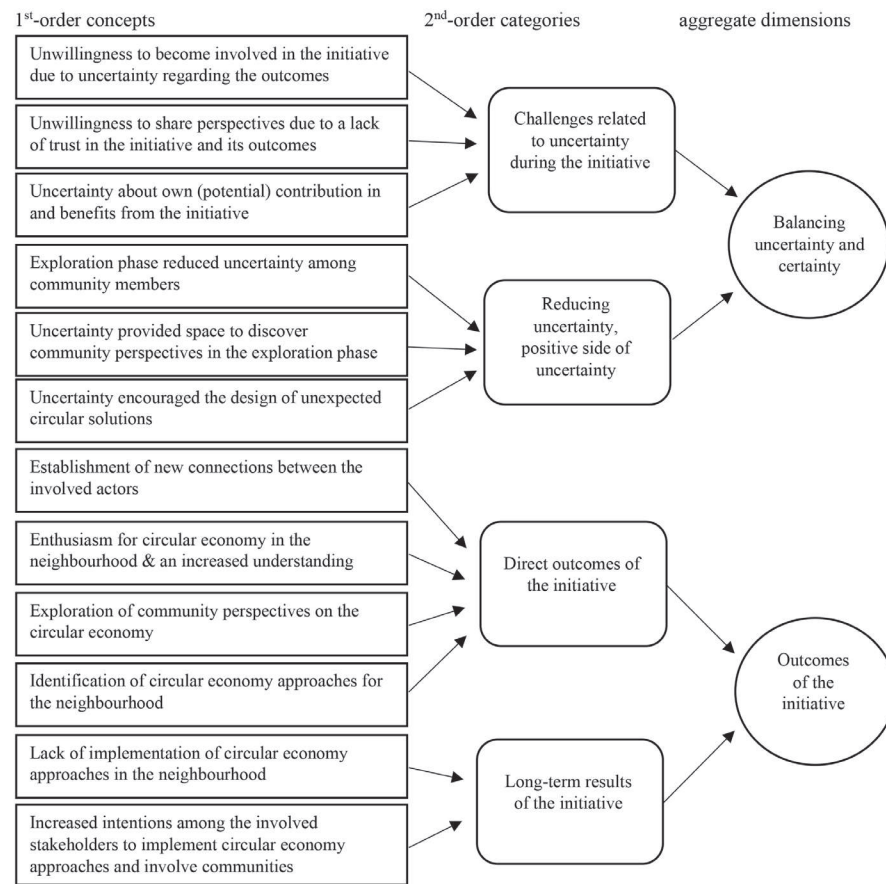 1st-order concepts
2nd-order categories
aggregate dimensions
Unwillingness to become involved in the initiative
due to uncertainty regarding the outcomes
Unwillingness to share perspectives due to a lack
of trust in the initiative and its outcomes
Uncertainty about own (potential) contribution in
and benefits from the initiative
Challenges related
to uncertainty
during the initiative
Exploration phase reduced uncertainty among
community members
Uncertainty provided space to discover
community perspectives in the exploration phase
Uncertainty encouraged the design of unexpected
circular solutions
Reducing
uncertainty,
positive side of
uncertainty
Balancing
uncertainty and
certainty
Establishment of new connections between the
involved actors
Enthusiasm for circular economy in the
neighbourhood & an increased understanding
Exploration of community perspectives on the
circular economy
Identification of circular economy approaches for
the neighbourhood
Direct outcomes of
the initiative
Lack of implementation of circular economy
approaches in the neighbourhood
Increased intentions among the involved
stakeholders to implement circular economy
approaches and involve communities
Long-term results
of the initiative
Outcomes
of the
initiative